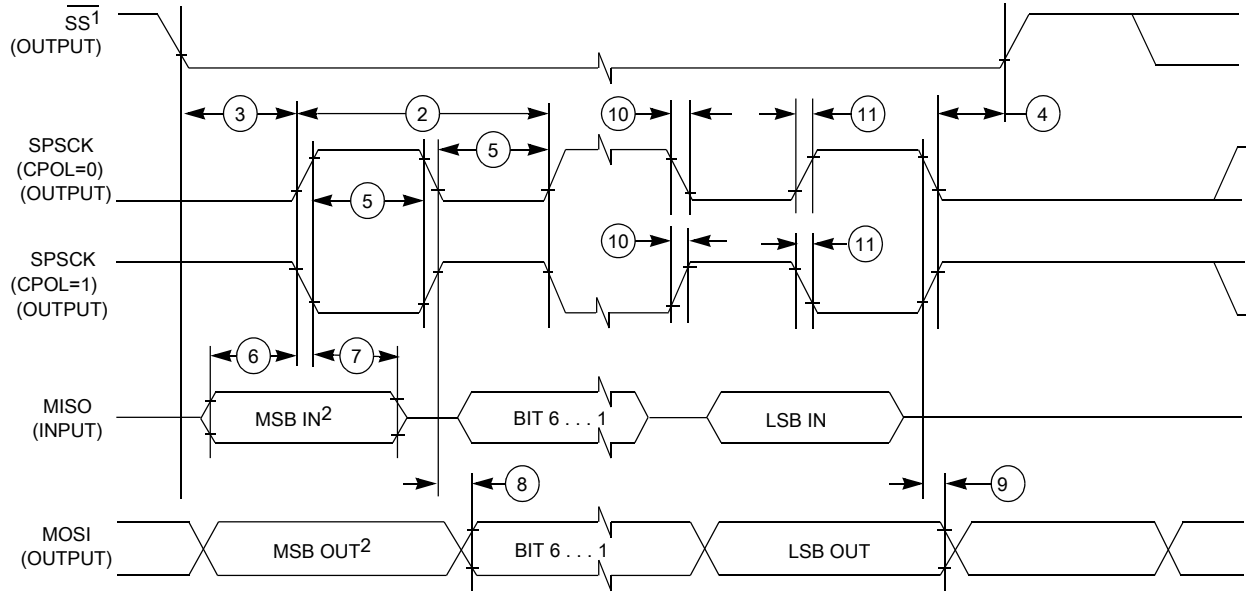 SS1
(OUTPUT)
3
2
10
11
4
SPSCK
(CPOL=0)
(OUTPUT)
5
5
SPSCK
(CPOL=1)
(OUTPUT)
10
11
6
7
MISO
(INPUT)
MSB IN2
BIT 6 . . . 1
LSB IN
8
9
MOSI
(OUTPUT)
MSB OUT2
BIT 6 . . . 1
LSB OUT